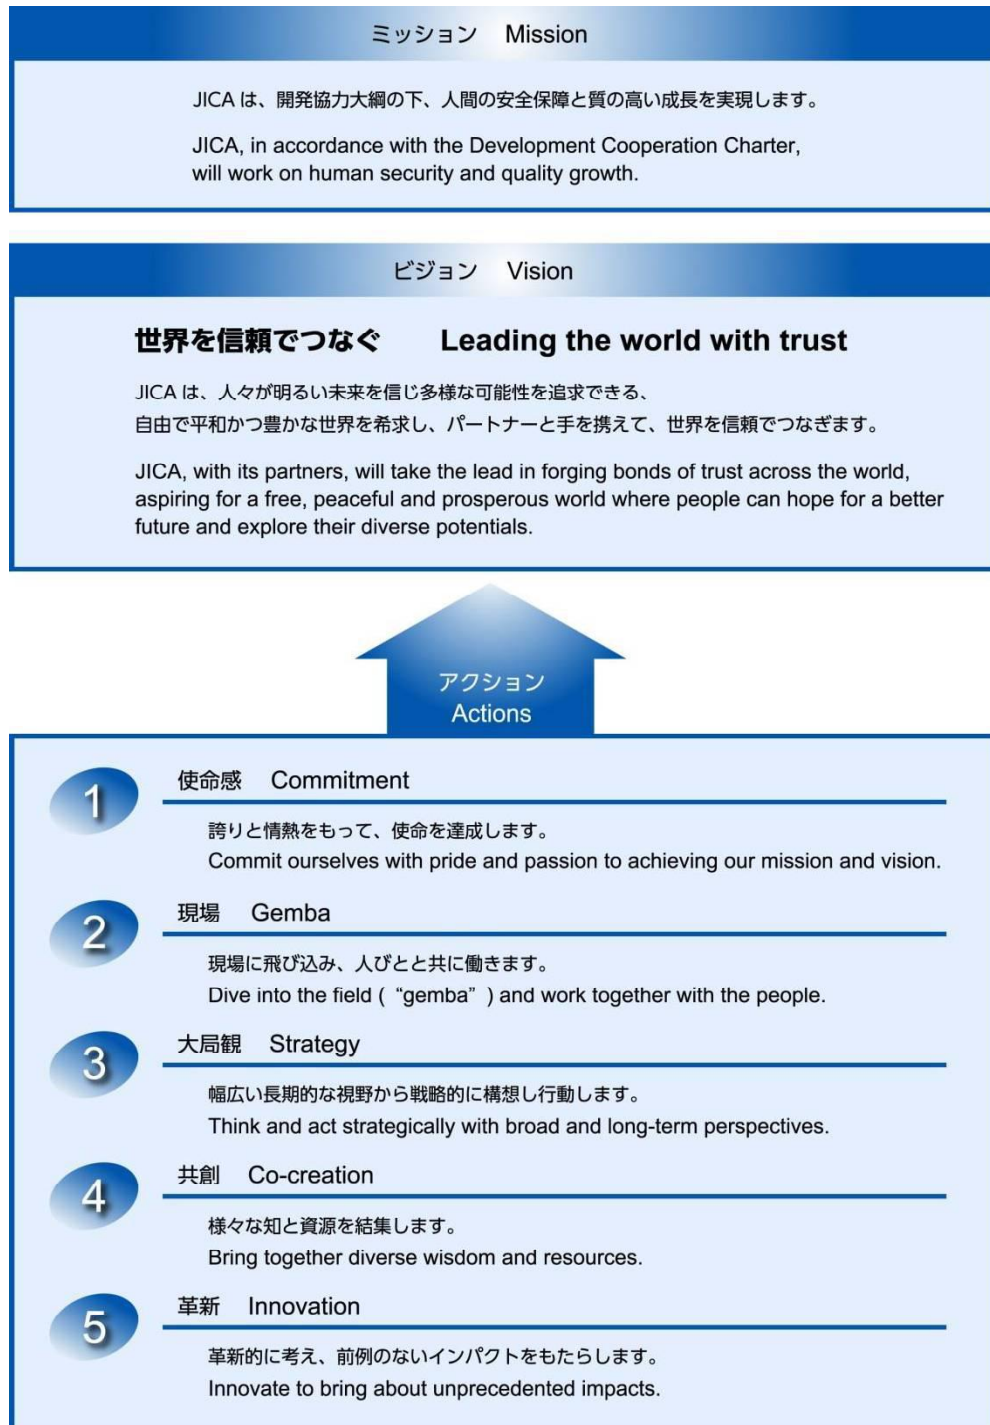 ミッション Mission
JICA は、開発協力大綱の下、人間の安全保障と質の高い成長を実現します。
JICA, in accordance with the Development Cooperation Charter,
will work on human security and quality growth.
ビジョン Vision
世界を信頼でつなぐ Leading the world with trust
JICA は、人々が明るい未来を信じ多様な可能性を追求できる、
自由で平和かつ豊かな世界を希求し、パートナーと手を携えて、世界を信頼でつなぎます。
JICA, with its partners, will take the lead in forging bonds of trust across the world,
aspiring for a free, peaceful and prosperous world where people can hope for a better
future and explore their diverse potentials.
アクション
Actions
1 使命感 Commitment
誇りと情熱をもって、使命を達成します。
Commit ourselves with pride and passion to achieving our mission and vision.
2 現場 Gemba
現場に飛び込み、人びとと共に働きます。
Dive into the field ( “gemba” ) and work together with the people.
3 大局観 Strategy
幅広い長期的な視野から戦略的に構想し行動します。
Think and act strategically with broad and long-term perspectives.
4 共創 Co-creation
様々な知と資源を結集します。
Bring together diverse wisdom and resources.
5 革新 Innovation
革新的に考え、前例のないインパクトをもたらします。
Innovate to bring about unprecedented impacts.